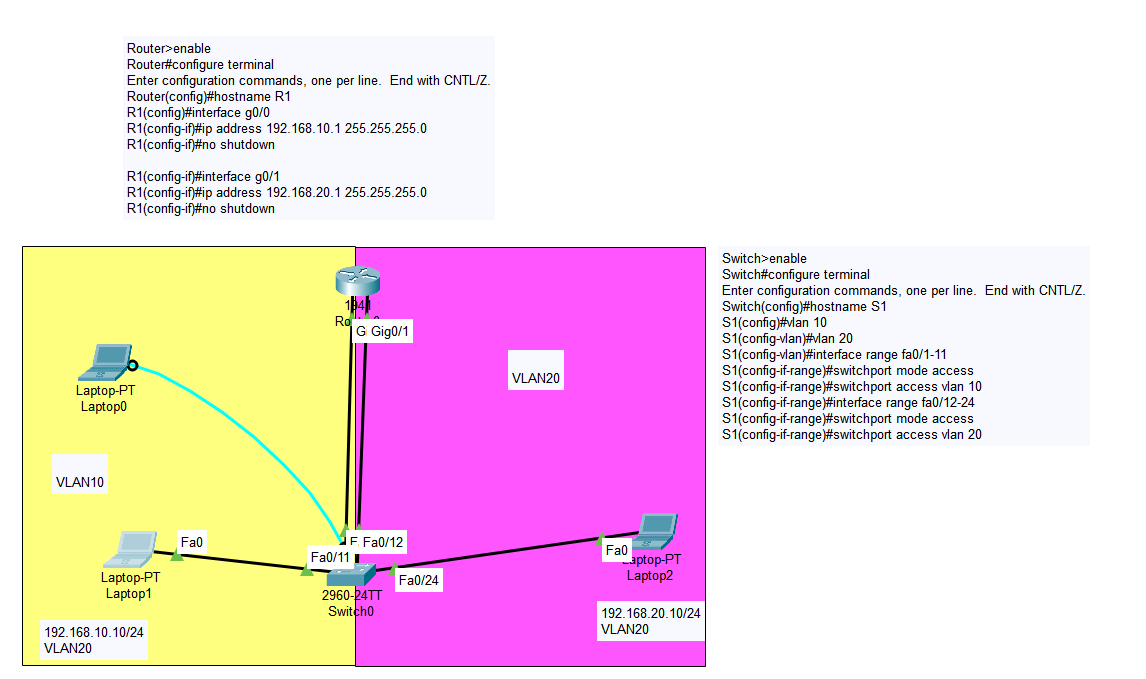 Router>enable
Router#configure terminal
Enter configuration commands, one per line.  End with CNTL/Z.
Router(config)#hostname R1
R1(config)#interface g0/0
R1(config-if)#ip address 192.168.10.1 255.255.255.0
R1(config-if)#no shutdown
R1(config-if)#interface g0/1
R1(config-if)#ip address 192.168.20.1 255.255.255.0
R1(config-if)#no shutdown
Switch>enable
Switch#configure terminal
Enter configuration commands, one per line.  End with CNTL/Z.
Switch(config)#hostname S1
S1(config)#vlan 10
S1(config-vlan)#vlan 20
S1(config-vlan)#interface range fa0/1-11
S1(config-if-range)#switchport mode access
S1(config-if-range)#switchport access vlan 10
S1(config-if-range)#interface range fa0/12-24
S1(config-if-range)#switchport mode access
S1(config-if-range)#switchport access vlan 20
Gig0/1
VLAN20
Laptop-PT
Laptop0
VLAN10
Fa0
Fa0/12
Fa0/11
Fa0
Laptop-PT
Laptop1
Laptop-PT
Laptop2
Fa0/24
2960-24TT
Switch0
192.168.10.10/24
VLAN20
192.168.20.10/24
VLAN20